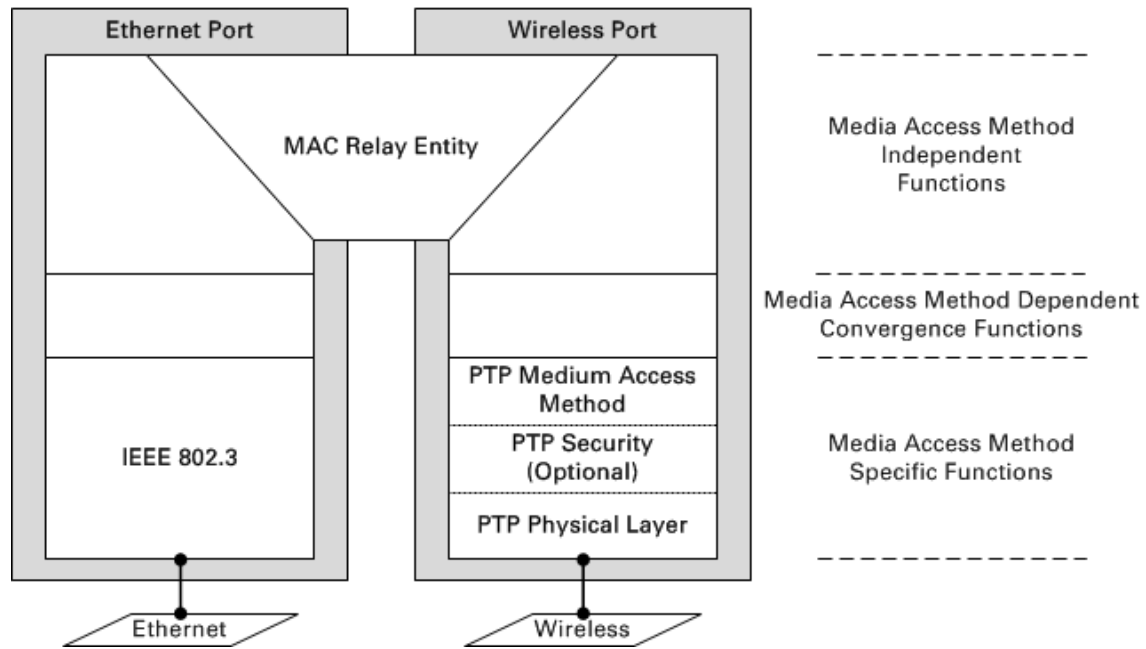 Ethernet Port
Wireless Port
MAC Relay Entity
Media Access Method
Independent
Functions
Media Access Method Dependent
Convergence Functions
PTP Medium Access
Method
PTP Security
(Optional)
PTP Physical Layer
IEEE 802.3
Media Access Method
Specific Functions
Ethernet
Wireless